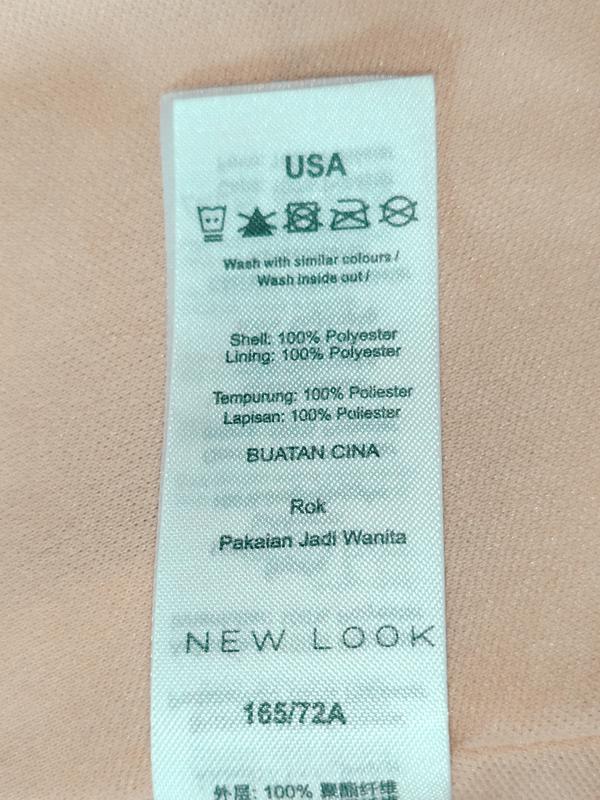 USA
Wash with similar colours /
Wash inside out /
Shell: 100% Polyester
Lining: 100% Polyester
Tempurung: 100% Poliester
Lapisan: 100% Poliester
BUATAN CINA
Rok
Pakaian Jadi Wanita
NEW LOOK
165/72A
外层: 100% 聚酯纤维